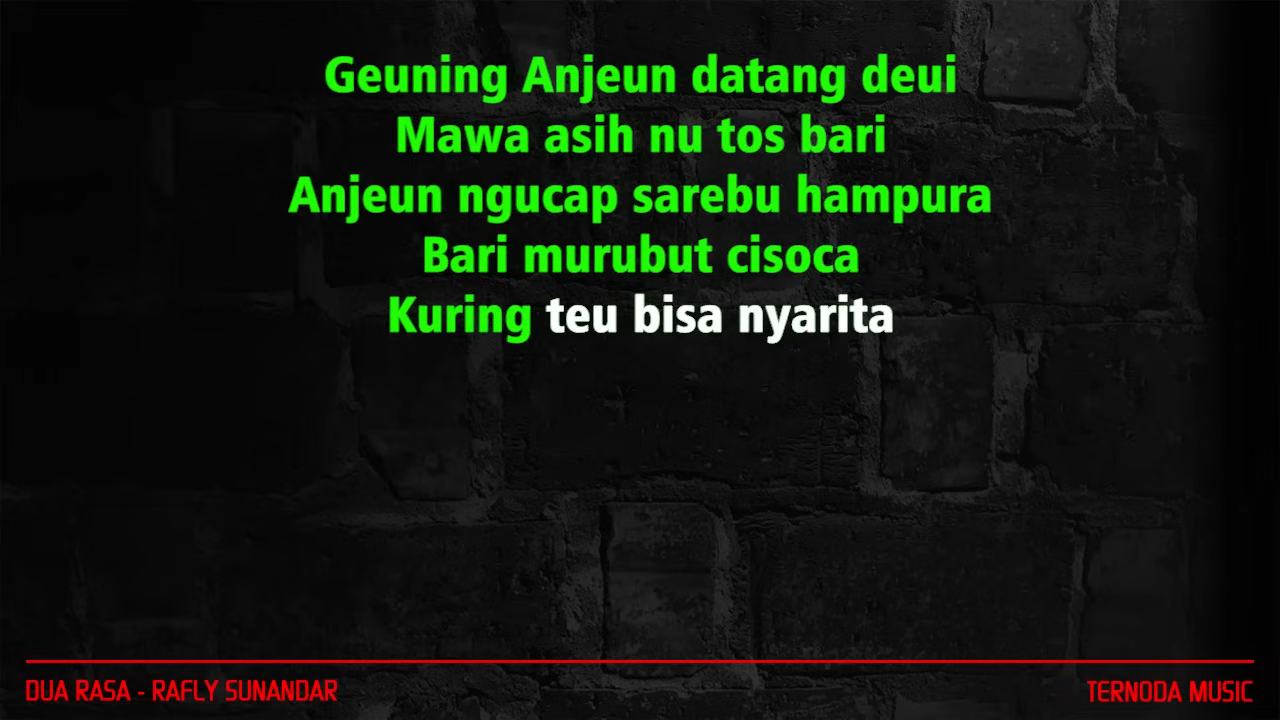 Geuning Anjeun datang deui
Mawa asih nu tos bari
Anjeun ngucap sarebu hampura
Bari murubut cisoca
Kuring teu bisa nyarita
DUA RASA - RAFLY SUNANDAR
TERNODA MUSIC